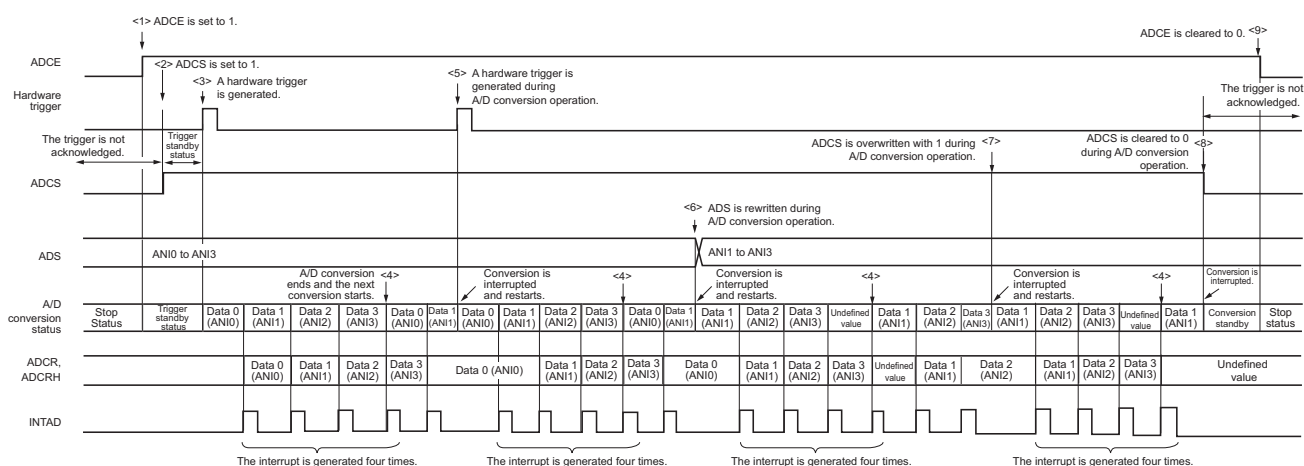 <1> ADCE is set to 1.
ADCE is cleared to 0. <9>
ADCE
<2> ADCS is set to 1.
<3> A hardware trigger
is generated.
<5> A hardware trigger is
generated during
A/D conversion operation.
Hardware
trigger
The trigger is not
acknowledged.
The trigger is not
acknowledged.
Trigger
standby
status
ADCS is overwritten with 1 during <7>
A/D conversion operation.
ADCS is cleared to 0 <8>
during A/D conversion
operation.
ADCS
<6> ADS is rewritten during
A/D conversion operation.
ADS
ANI0 to ANI3
ANI1 to ANI3
A/D conversion <4>
ends and the next
conversion starts.
Conversion is
interrupted
and restarts.
<4>
Conversion is
interrupted
and restarts.
<4>
Conversion is
interrupted
and restarts.
<4>
Conversion is
interrupted.
A/D
conversion
status
Stop
Status
Trigger
standby
status
Data 0
(ANI0)
Data 1
(ANI1)
Data 2
(ANI2)
Data 3
(ANI3)
Data 0
(ANI0)
Data 1
(ANI1)
Data 0
(ANI0)
Data 1
(ANI1)
Data 2
(ANI2)
Data 3
(ANI3)
Data 0
(ANI0)
Data 1
(ANI1)
Data 1
(ANI1)
Data 2
(ANI2)
Data 3
(ANI3)
Undefined
value
Data 1
(ANI1)
Data 2
(ANI2)
Data 3
(ANI3)
Data 1
(ANI1)
Data 2
(ANI2)
Data 3
(ANI3)
Undefined
value
Data 1
(ANI1)
Conversion
standby
Stop
status
ADCR,
ADCRH
Data 0
(ANI0)
Data 1
(ANI1)
Data 2
(ANI2)
Data 3
(ANI3)
Data 0 (ANI0)
Data 1
(ANI1)
Data 2
(ANI2)
Data 3
(ANI3)
Data 0
(ANI0)
Data 1
(ANI1)
Data 2
(ANI2)
Data 3
(ANI3)
Undefined
value
Data 1
(ANI1)
Data 2
(ANI2)
Data 1
(ANI1)
Data 2
(ANI2)
Data 3
(ANI3)
Undefined
value
INTAD
The interrupt is generated four times.
The interrupt is generated four times.
The interrupt is generated four times.
The interrupt is generated four times.